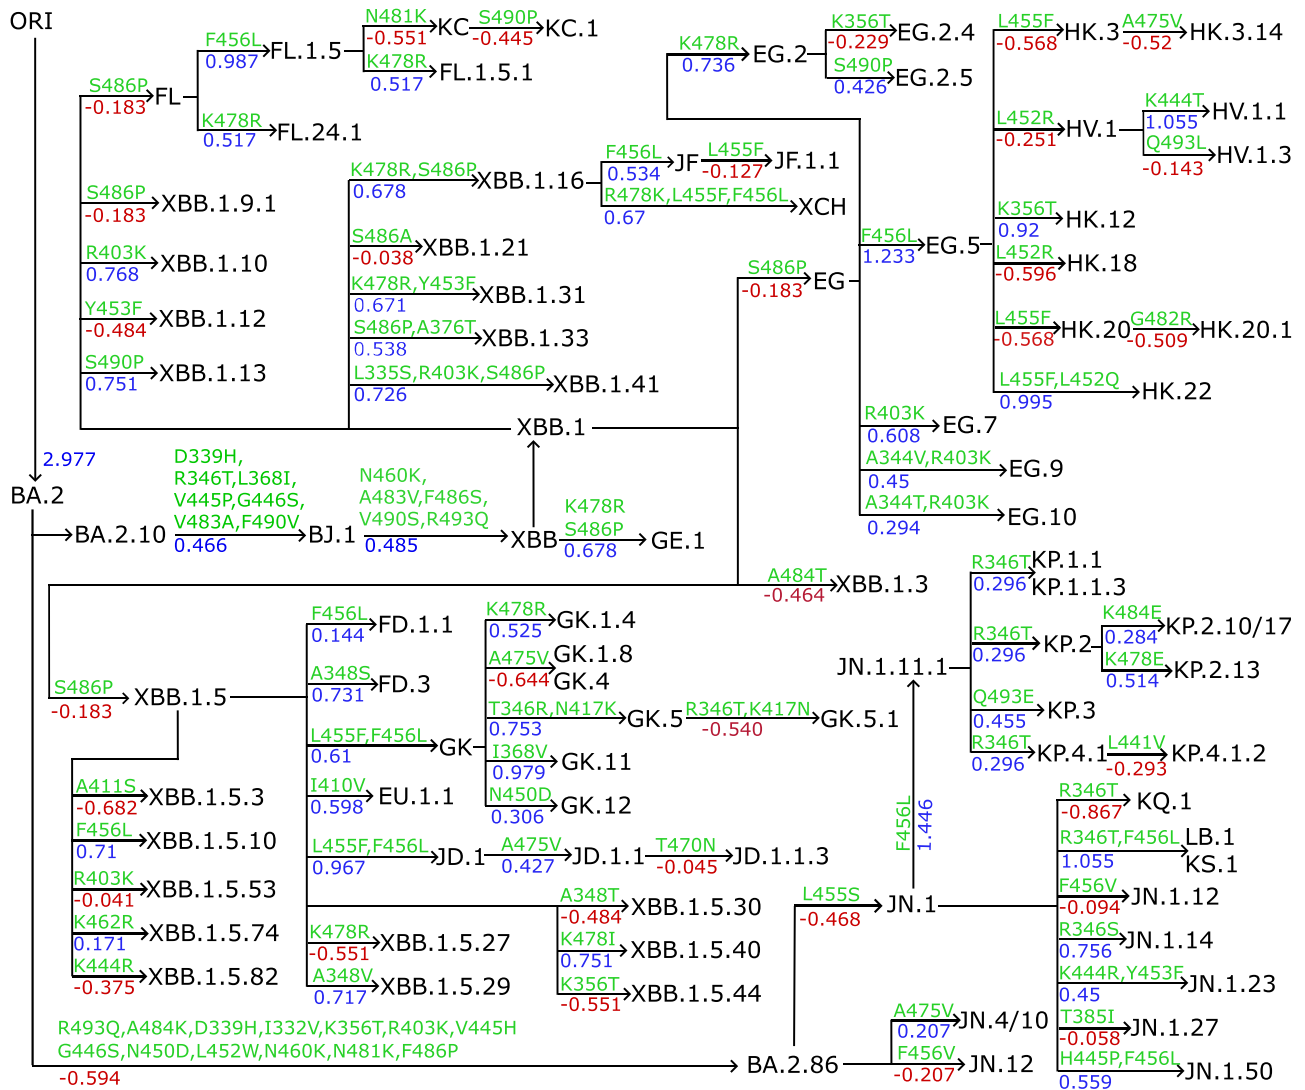 ORI
2.977
BA.2
BA.2.10
D339H,
R346T,L368I,
V445P,G446S,
V483A,F490V
0.466
BJ.1
N460K,
A483V,F486S,
V490S,R493Q
0.485
XBB
K478R
S486P
0.678
GE.1
XBB.1
S486P
-0.183
FL
F456L
0.987
FL.1.5
N481K
-0.551
KC
S490P
-0.445
KC.1
K478R
0.517
FL.1.5.1
K478R
0.517
FL.24.1
S486P
-0.183
XBB.1.9.1
R403K
0.768
XBB.1.10
Y453F
-0.484
XBB.1.12
S490P
0.751
XBB.1.13
K478R,S486P
0.678
XBB.1.16
F456L
0.534
JF
L455F
-0.127
JF.1.1
R478K,L455F,F456L
0.67
XCH
S486A
-0.038
XBB.1.21
K478R,Y453F
0.671
XBB.1.31
S486P,A376T
0.538
XBB.1.33
L335S,R403K,S486P
0.726
XBB.1.41
S486P
-0.183
EG
K478R
0.736
EG.2
K356T
-0.229
EG.2.4
S490P
0.426
EG.2.5
F456L
1.233
EG.5
L455F
-0.568
HK.3
A475V
-0.52
HK.3.14
L452R
-0.251
HV.1
K444T
1.055
HV.1.1
Q493L
-0.143
HV.1.3
K356T
0.92
HK.12
L452R
-0.596
HK.18
L455F
-0.568
HK.20
G482R
-0.509
HK.20.1
L455F,L452Q
0.995
HK.22
R403K
0.608
EG.7
A344V,R403K
0.45
EG.9
A344T,R403K
0.294
EG.10
A484T
-0.464
XBB.1.3
S486P
-0.183
XBB.1.5
A411S
-0.682
XBB.1.5.3
F456L
0.71
XBB.1.5.10
R403K
-0.041
XBB.1.5.53
K462R
0.171
XBB.1.5.74
K444R
-0.375
XBB.1.5.82
F456L
0.144
FD.1.1
A348S
0.731
FD.3
L455F,F456L
0.61
GK
K478R
0.525
GK.1.4
A475V
-0.644
GK.1.8
GK.4
T346R,N417K
0.753
GK.5
R346T,K417N
-0.540
GK.5.1
I368V
0.979
GK.11
N450D
0.306
GK.12
I410V
0.598
EU.1.1
L455F,F456L
0.967
JD.1
A475V
0.427
JD.1.1
T470N
-0.045
JD.1.1.3
K478R
-0.551
XBB.1.5.27
A348V
0.717
XBB.1.5.29
A348T
-0.484
XBB.1.5.30
K478I
0.751
XBB.1.5.40
K356T
-0.551
XBB.1.5.44
R493Q,A484K,D339H,I332V,K356T,R403K,V445H
G446S,N450D,L452W,N460K,N481K,F486P
-0.594
BA.2.86
L455S
-0.468
JN.1
A475V
0.207
JN.4/10
F456V
-0.207
JN.12
F456L
1.446
JN.1.11.1
R346T
0.296
KP.1.1
KP.1.1.3
R346T
0.296
KP.2
K484E
0.284
KP.2.10/17
K478E
0.514
KP.2.13
Q493E
0.455
KP.3
R346T
0.296
KP.4.1
L441V
-0.293
KP.4.1.2
R346T
-0.867
KQ.1
R346T,F456L
1.055
LB.1
KS.1
F456V
-0.094
JN.1.12
R346S
0.756
JN.1.14
K444R,Y453F
0.45
JN.1.23
T385I
-0.058
JN.1.27
H445P,F456L
0.559
JN.1.50